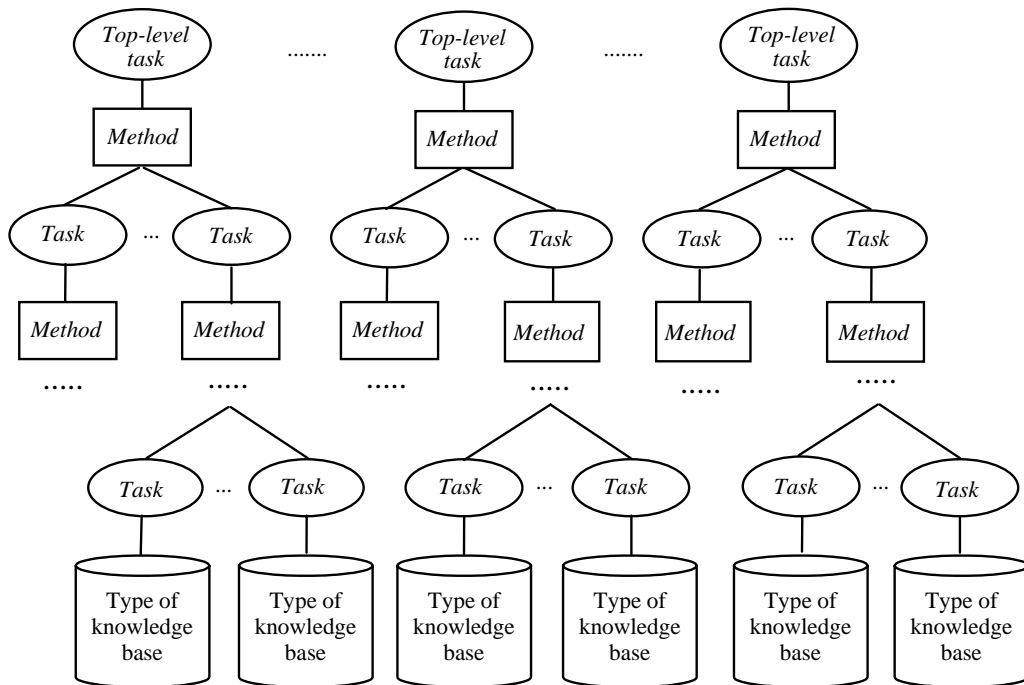 Top-level ....... Top-level ....... Top-level
task task task
Method Method Method
Task ... Task Task ... Task Task ... Task
Method Method Method Method Method Method
..... ..... ..... ..... ..... .....
Task ... Task Task ... Task Task ... Task
Type of Type of Type of Type of Type of Type of
knowledge knowledge knowledge knowledge knowledge knowledge
base base base base base base